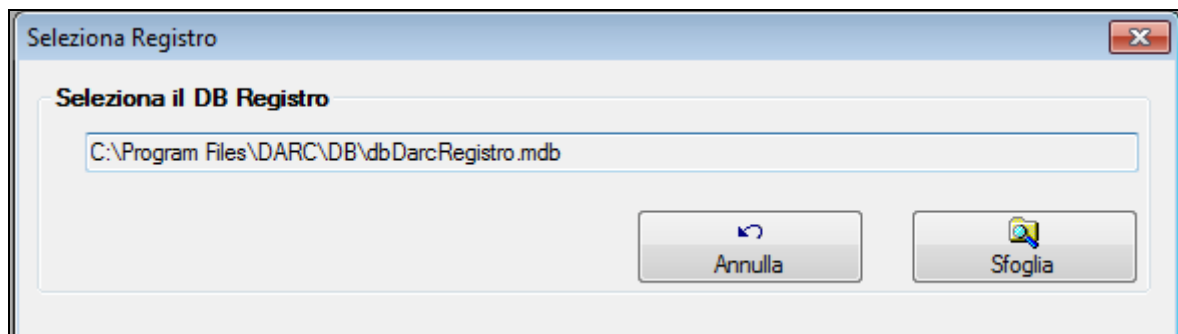 Seleziona Registro
Seleziona il DB Registro
C:\Program Files\DARC\DB\dbDarcRegistro.mdb
Annulla
Sfoglia